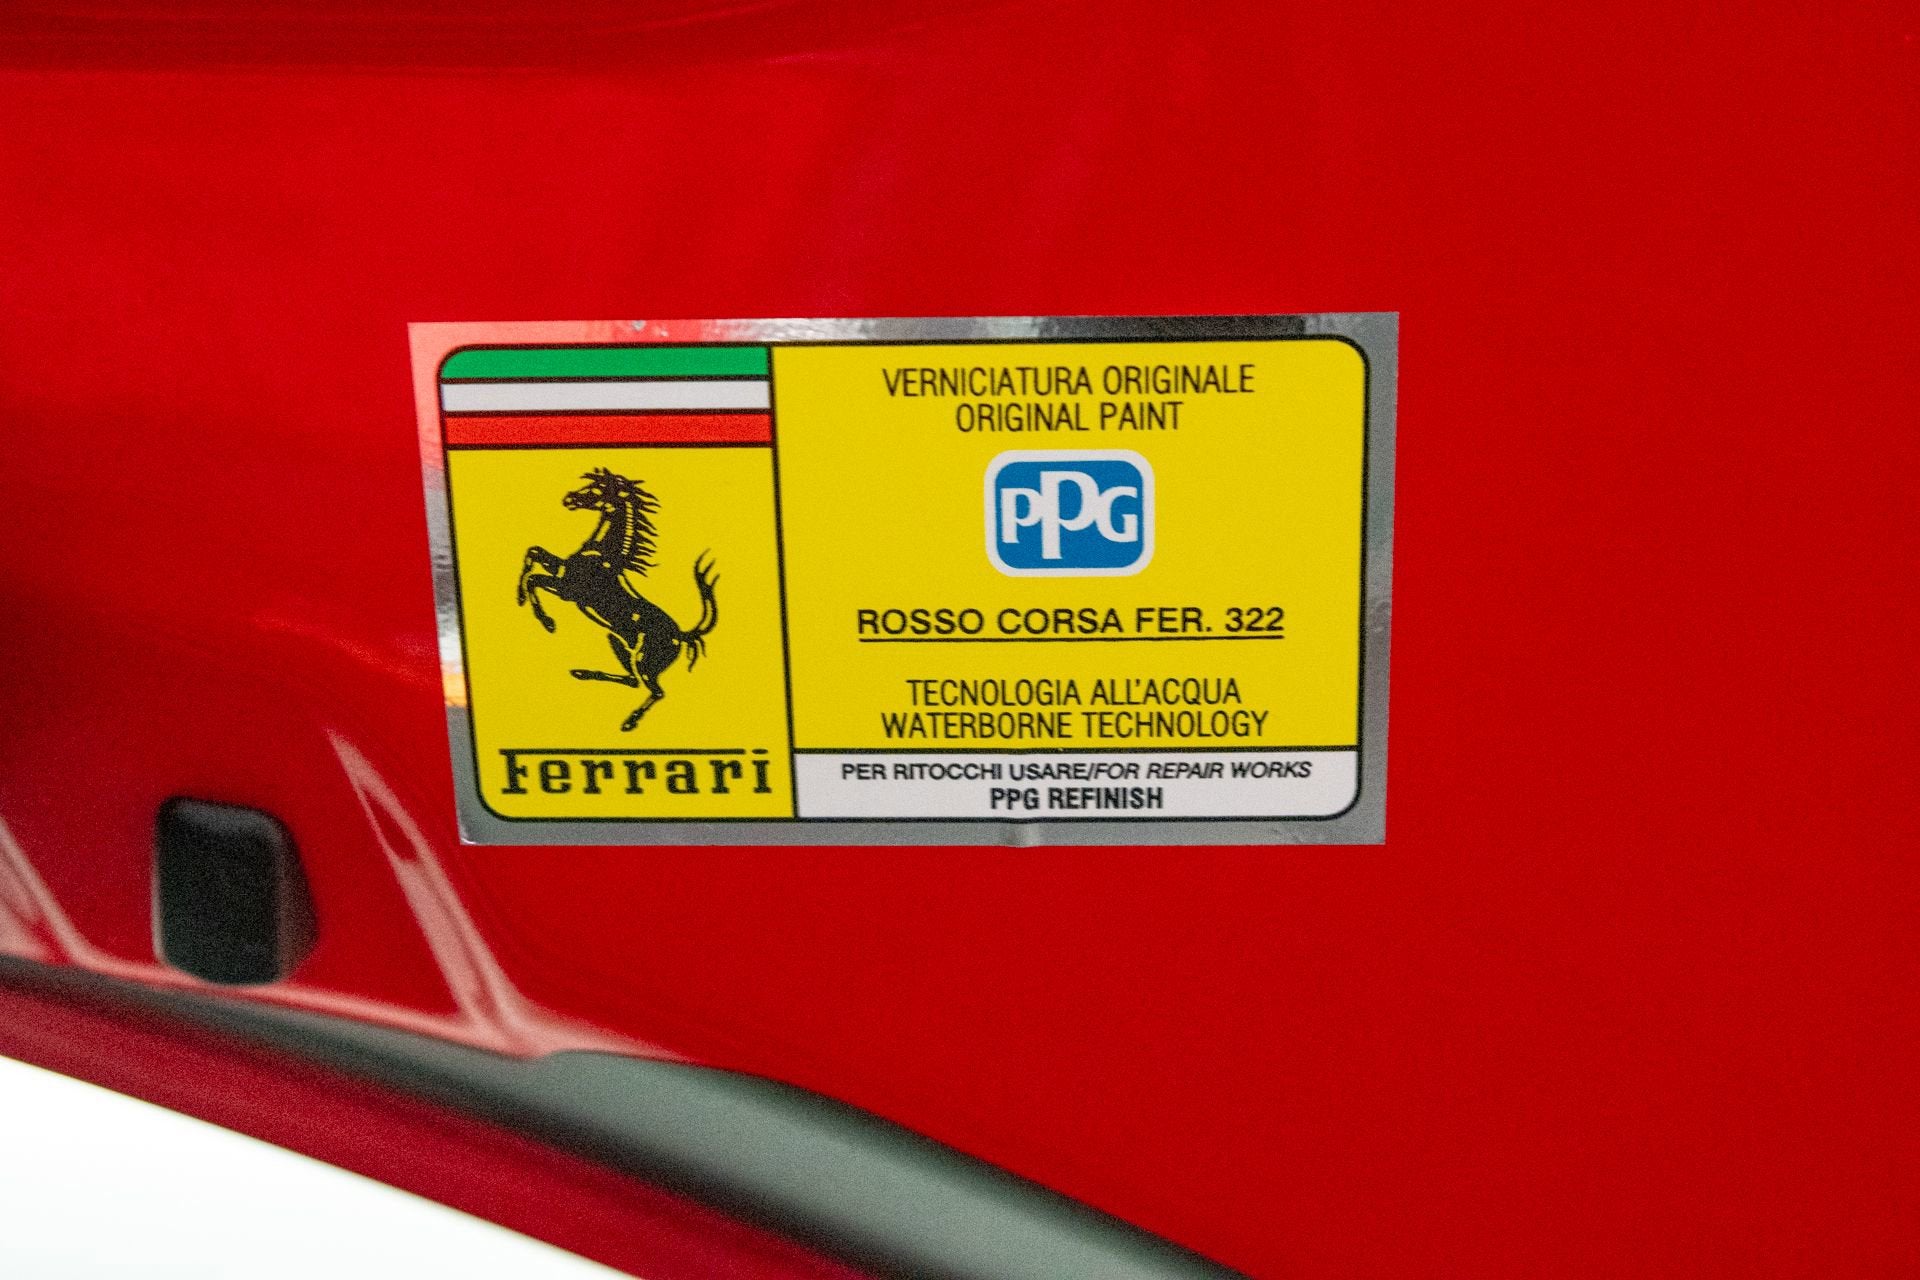 Ferrari
VERNICIATURA ORIGINALE
ORIGINAL PAINT
PPG
ROSSO CORSA FER. 322
TECNOLOGIA ALL'ACQUA
WATERBORNE TECHNOLOGY
PER RITOCCHI USARE/FOR REPAIR WORKS
PPG REFINISH